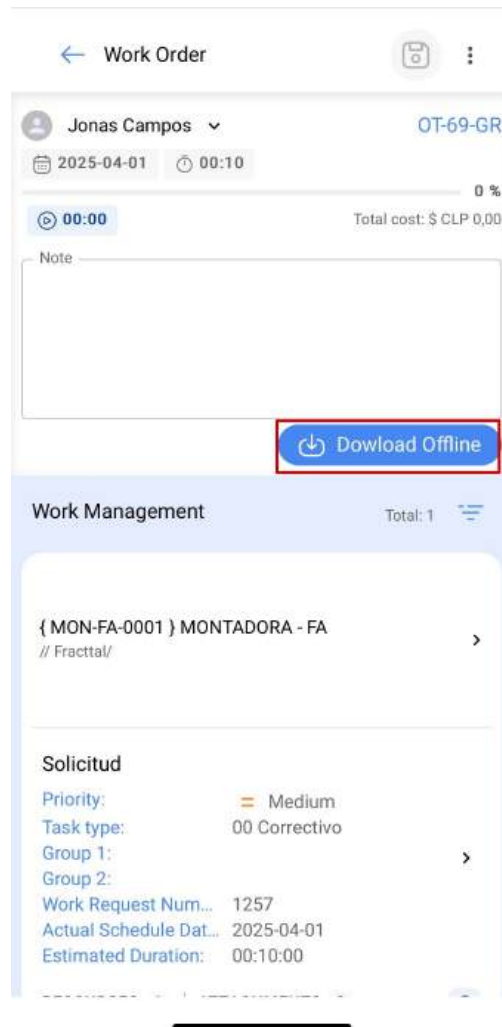 Work Order
Jonas Campos OT-69-GR
2025-04-01 00:10
0 %
00:00 Total cost: $ CLP 0,00
Note
Dowload Offline
Work Management Total: 1
{ MON-FA-0001 } MONTADORA - FA
// Fracttal/
Solicitud
Priority: Medium
Task type: 00 Correctivo
Group 1:
Group 2:
Work Request Num... 1257
Actual Schedule Dat... 2025-04-01
Estimated Duration: 00:10:00